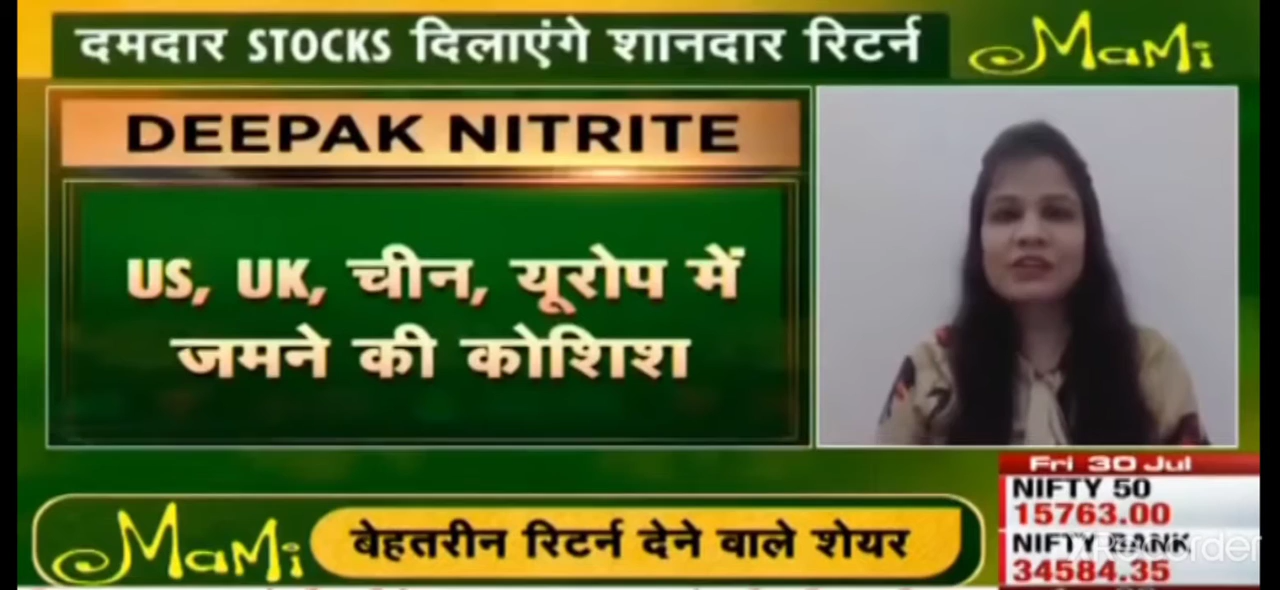 दमदार STOCKS दिलाएंगे शानदार रिटर्न
MaMi
DEEPAK NITRITE
US, UK, चीन, यूरोप में
जमने की कोशिश
Fri 30 Jul
NIFTY 50
15763.00
NIFTY BANK
34584.35
MaMi
बेहतरीन रिटर्न देने वाले शेयर